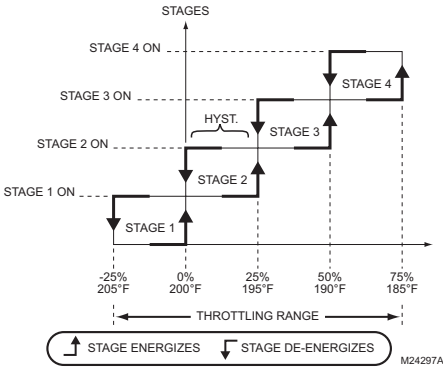 STAGES
STAGE 4 ON
STAGE 4
STAGE 3 ON
HYST.
STAGE 3
STAGE 2 ON
STAGE 2
STAGE 1 ON
STAGE 1
-25% 0% 25% 50% 75%
205°F 200°F 195°F 190°F 185°F
THROTTLING RANGE
STAGE ENERGIZES STAGE DE-ENERGIZES
M24297A